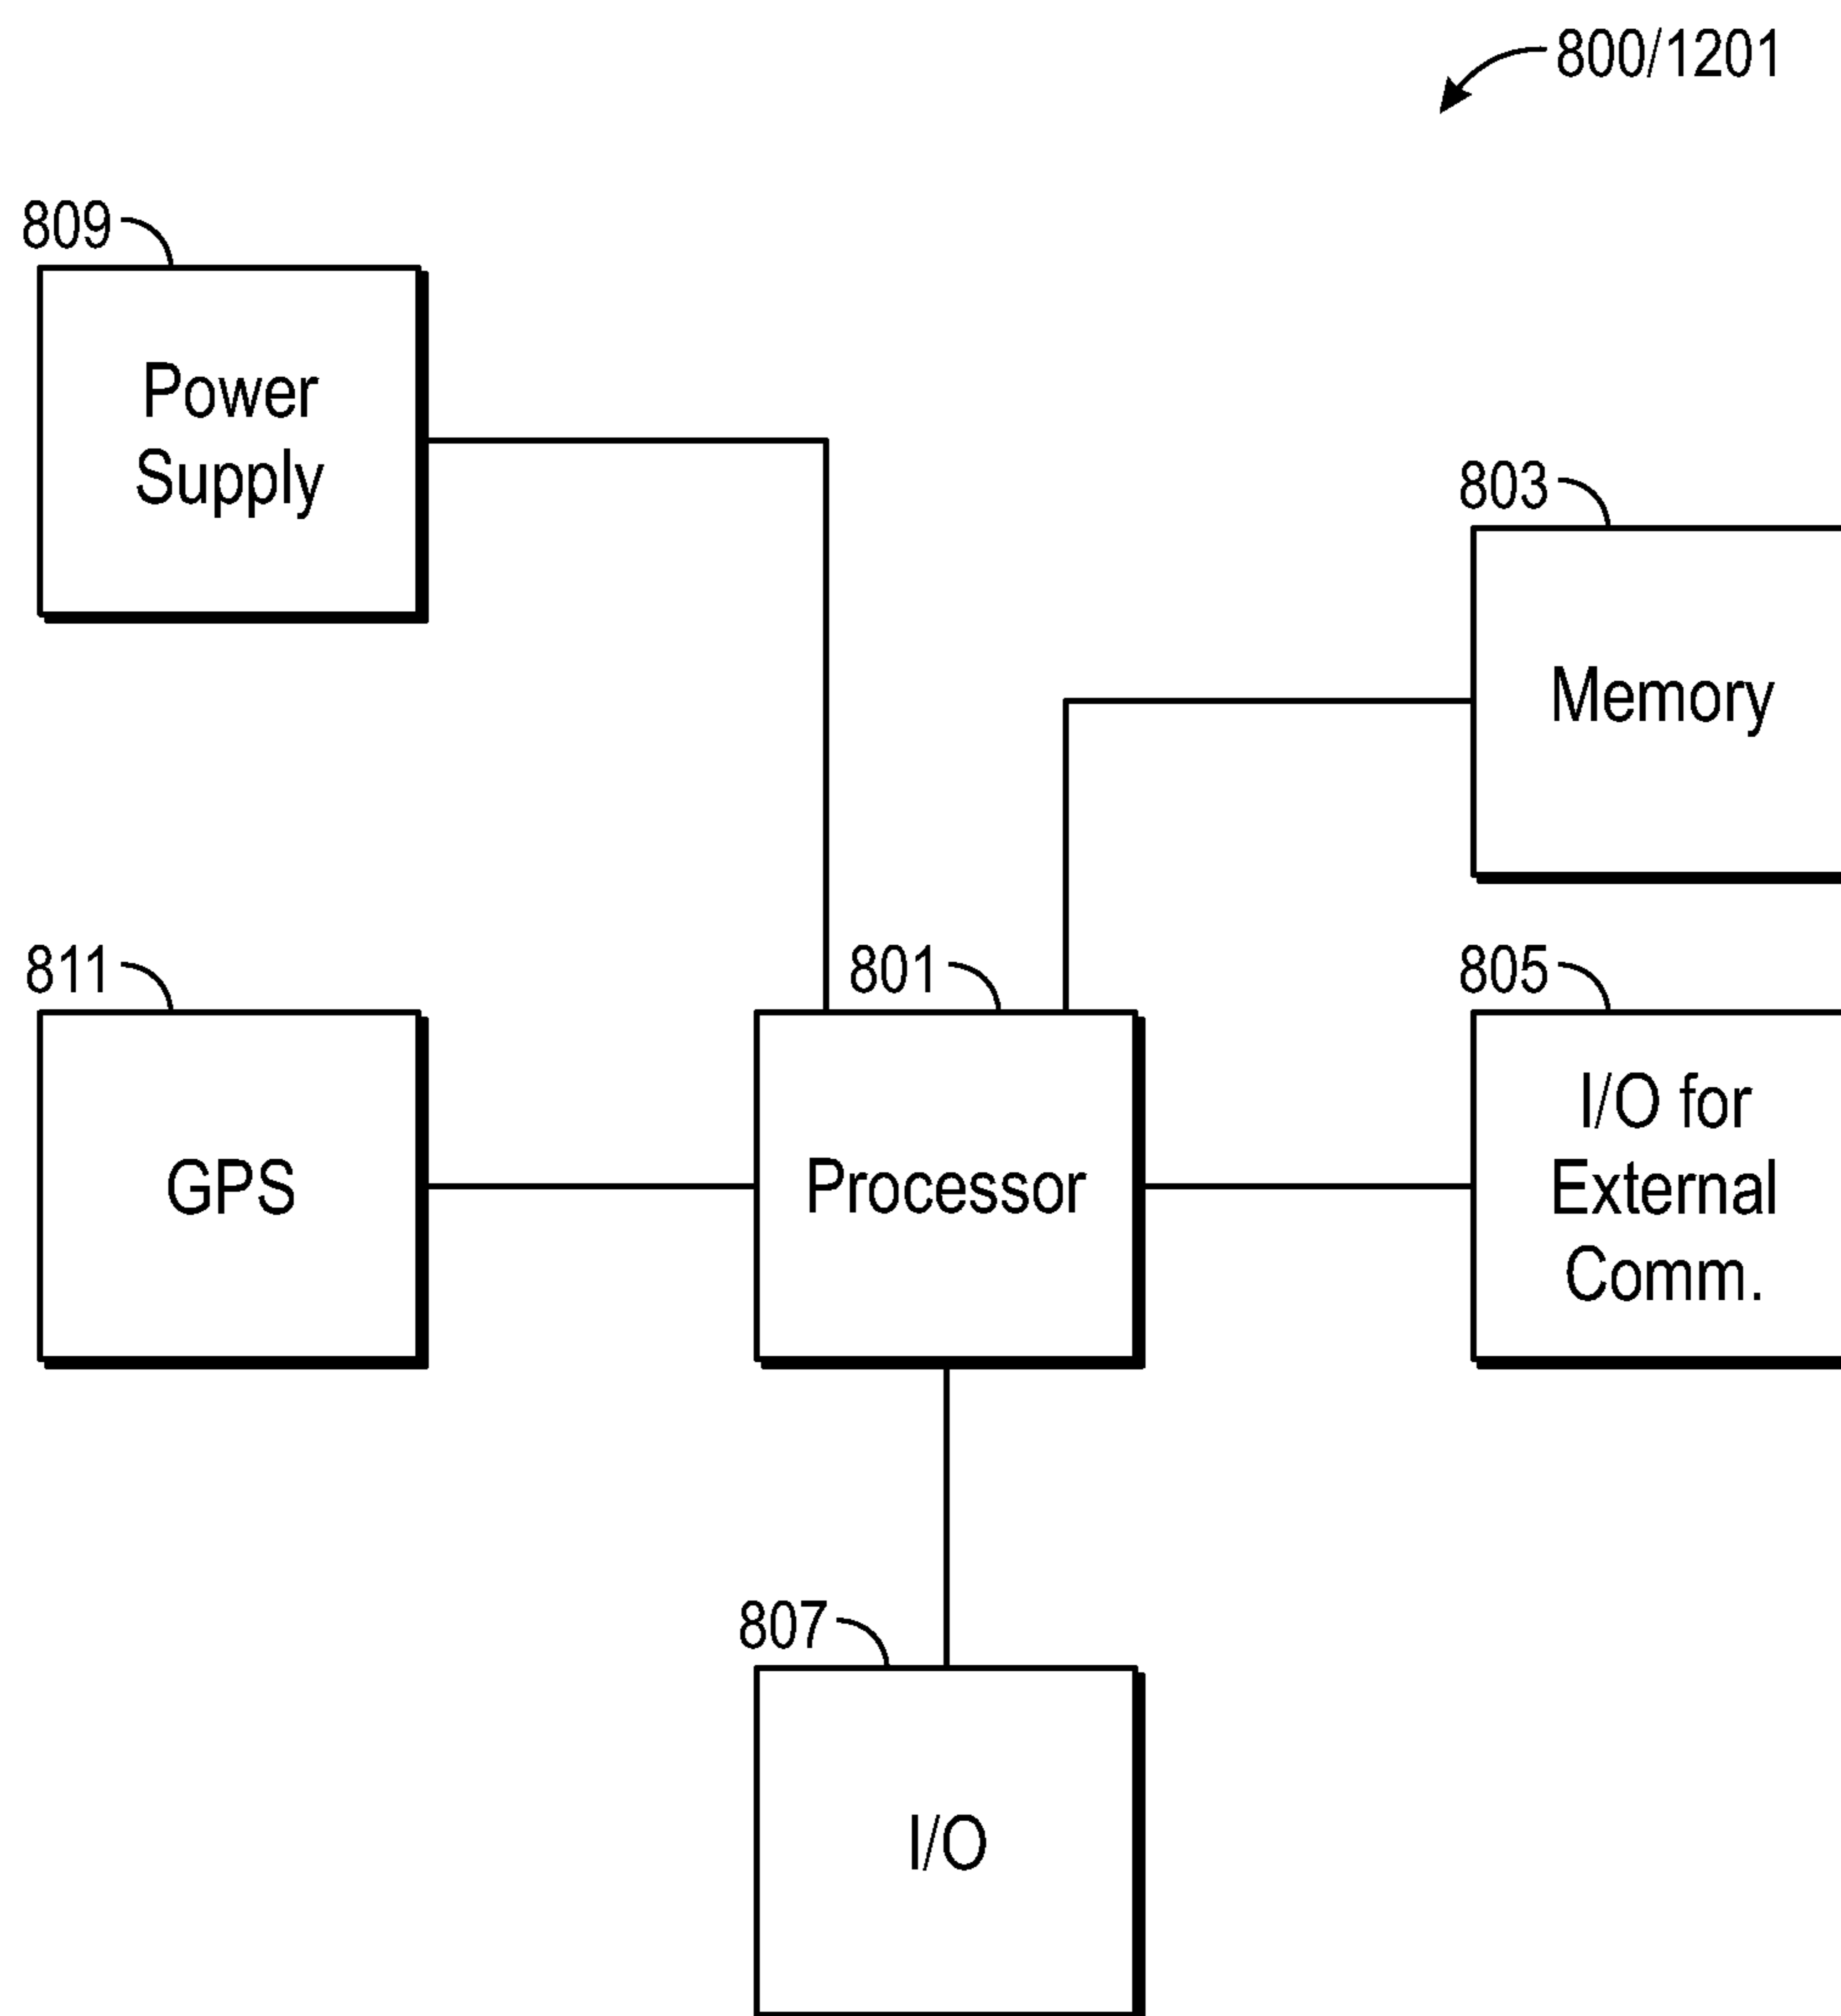 800/1201
809
Power
Supply
803
Memory
811
GPS
801
Processor
805
I/O for
External
Comm.
807
I/O